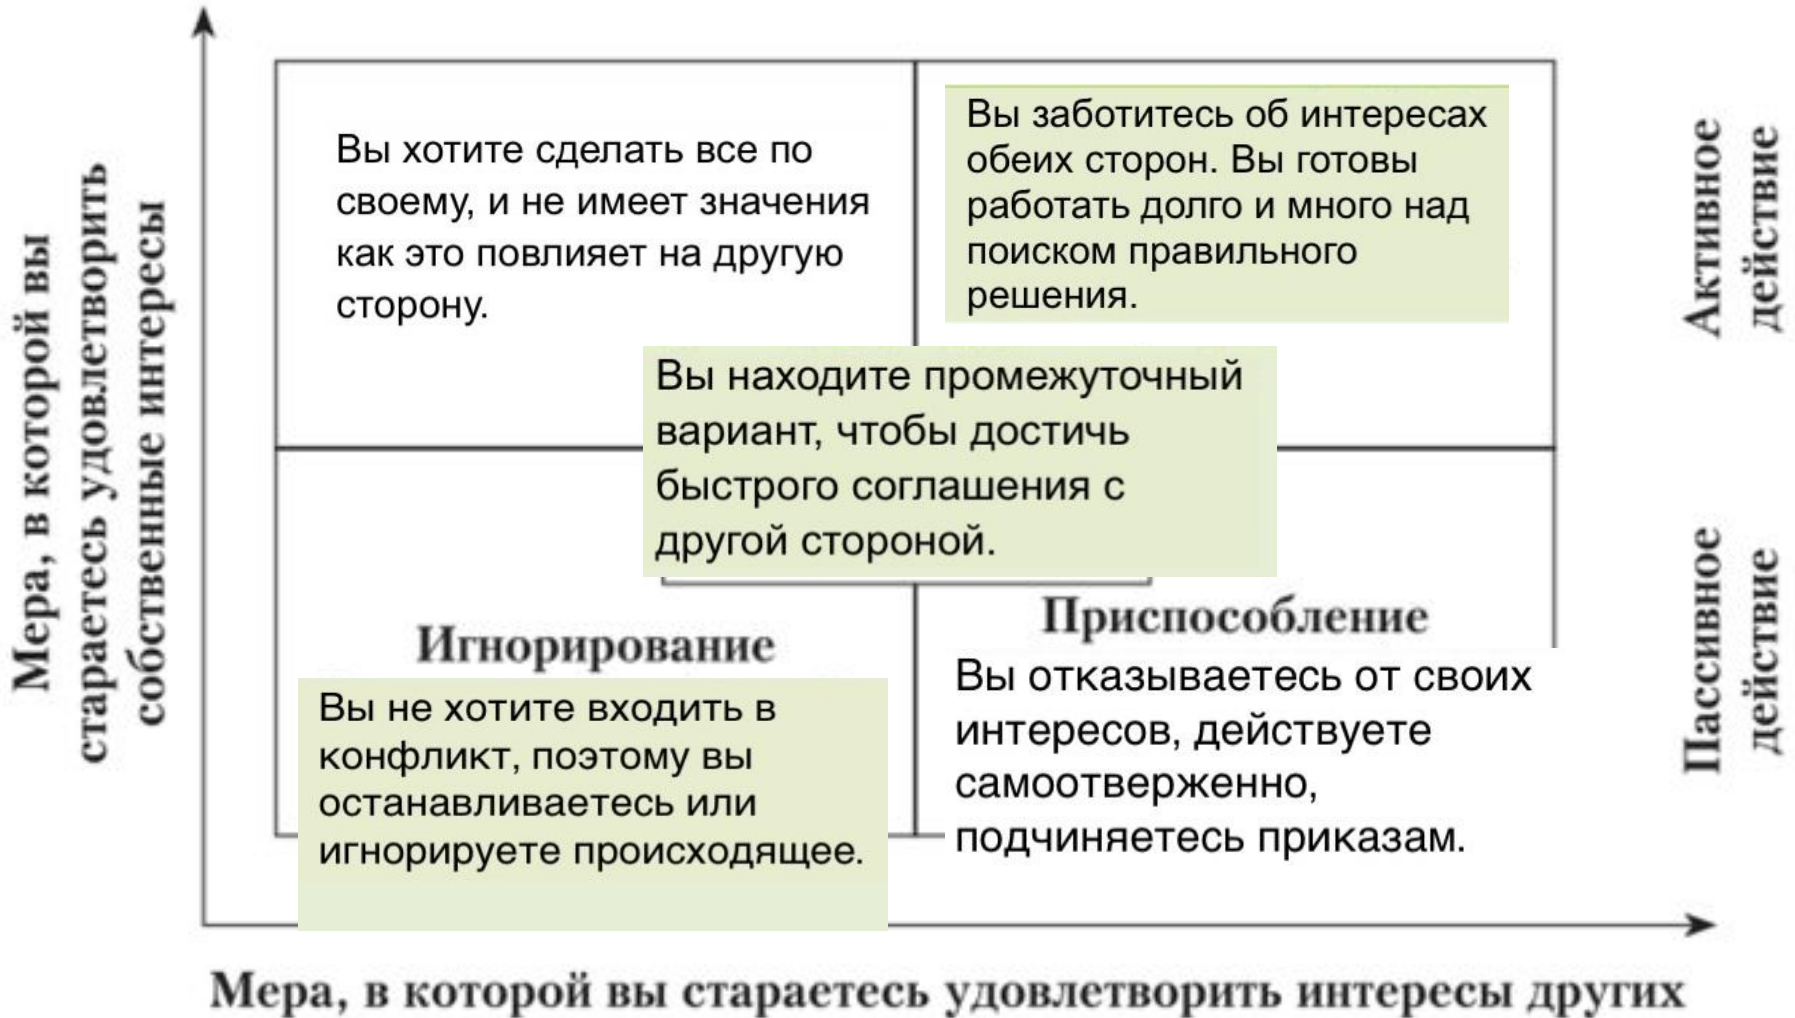 Мера, в которой вы
стараетесь удовлетворить
собственные интересы
Вы хотите сделать все по
своему, и не имеет значения
как это повлияет на другую
сторону.
Вы заботитесь об интересах
обеих сторон. Вы готовы
работать долго и много над
поиском правильного
решения.
Вы находите промежуточный
вариант, чтобы достичь
быстрого соглашения с
другой стороной.
Игнорирование
Вы не хотите входить в
конфликт, поэтому вы
останавливаетесь или
игнорируете происходящее.
Приспособление
Вы отказываетесь от своих
интересов, действуете
самоотверженно,
подчиняетесь приказам.
Активное
действие
Пассивное
действие
Мера, в которой вы стараетесь удовлетворить интересы других